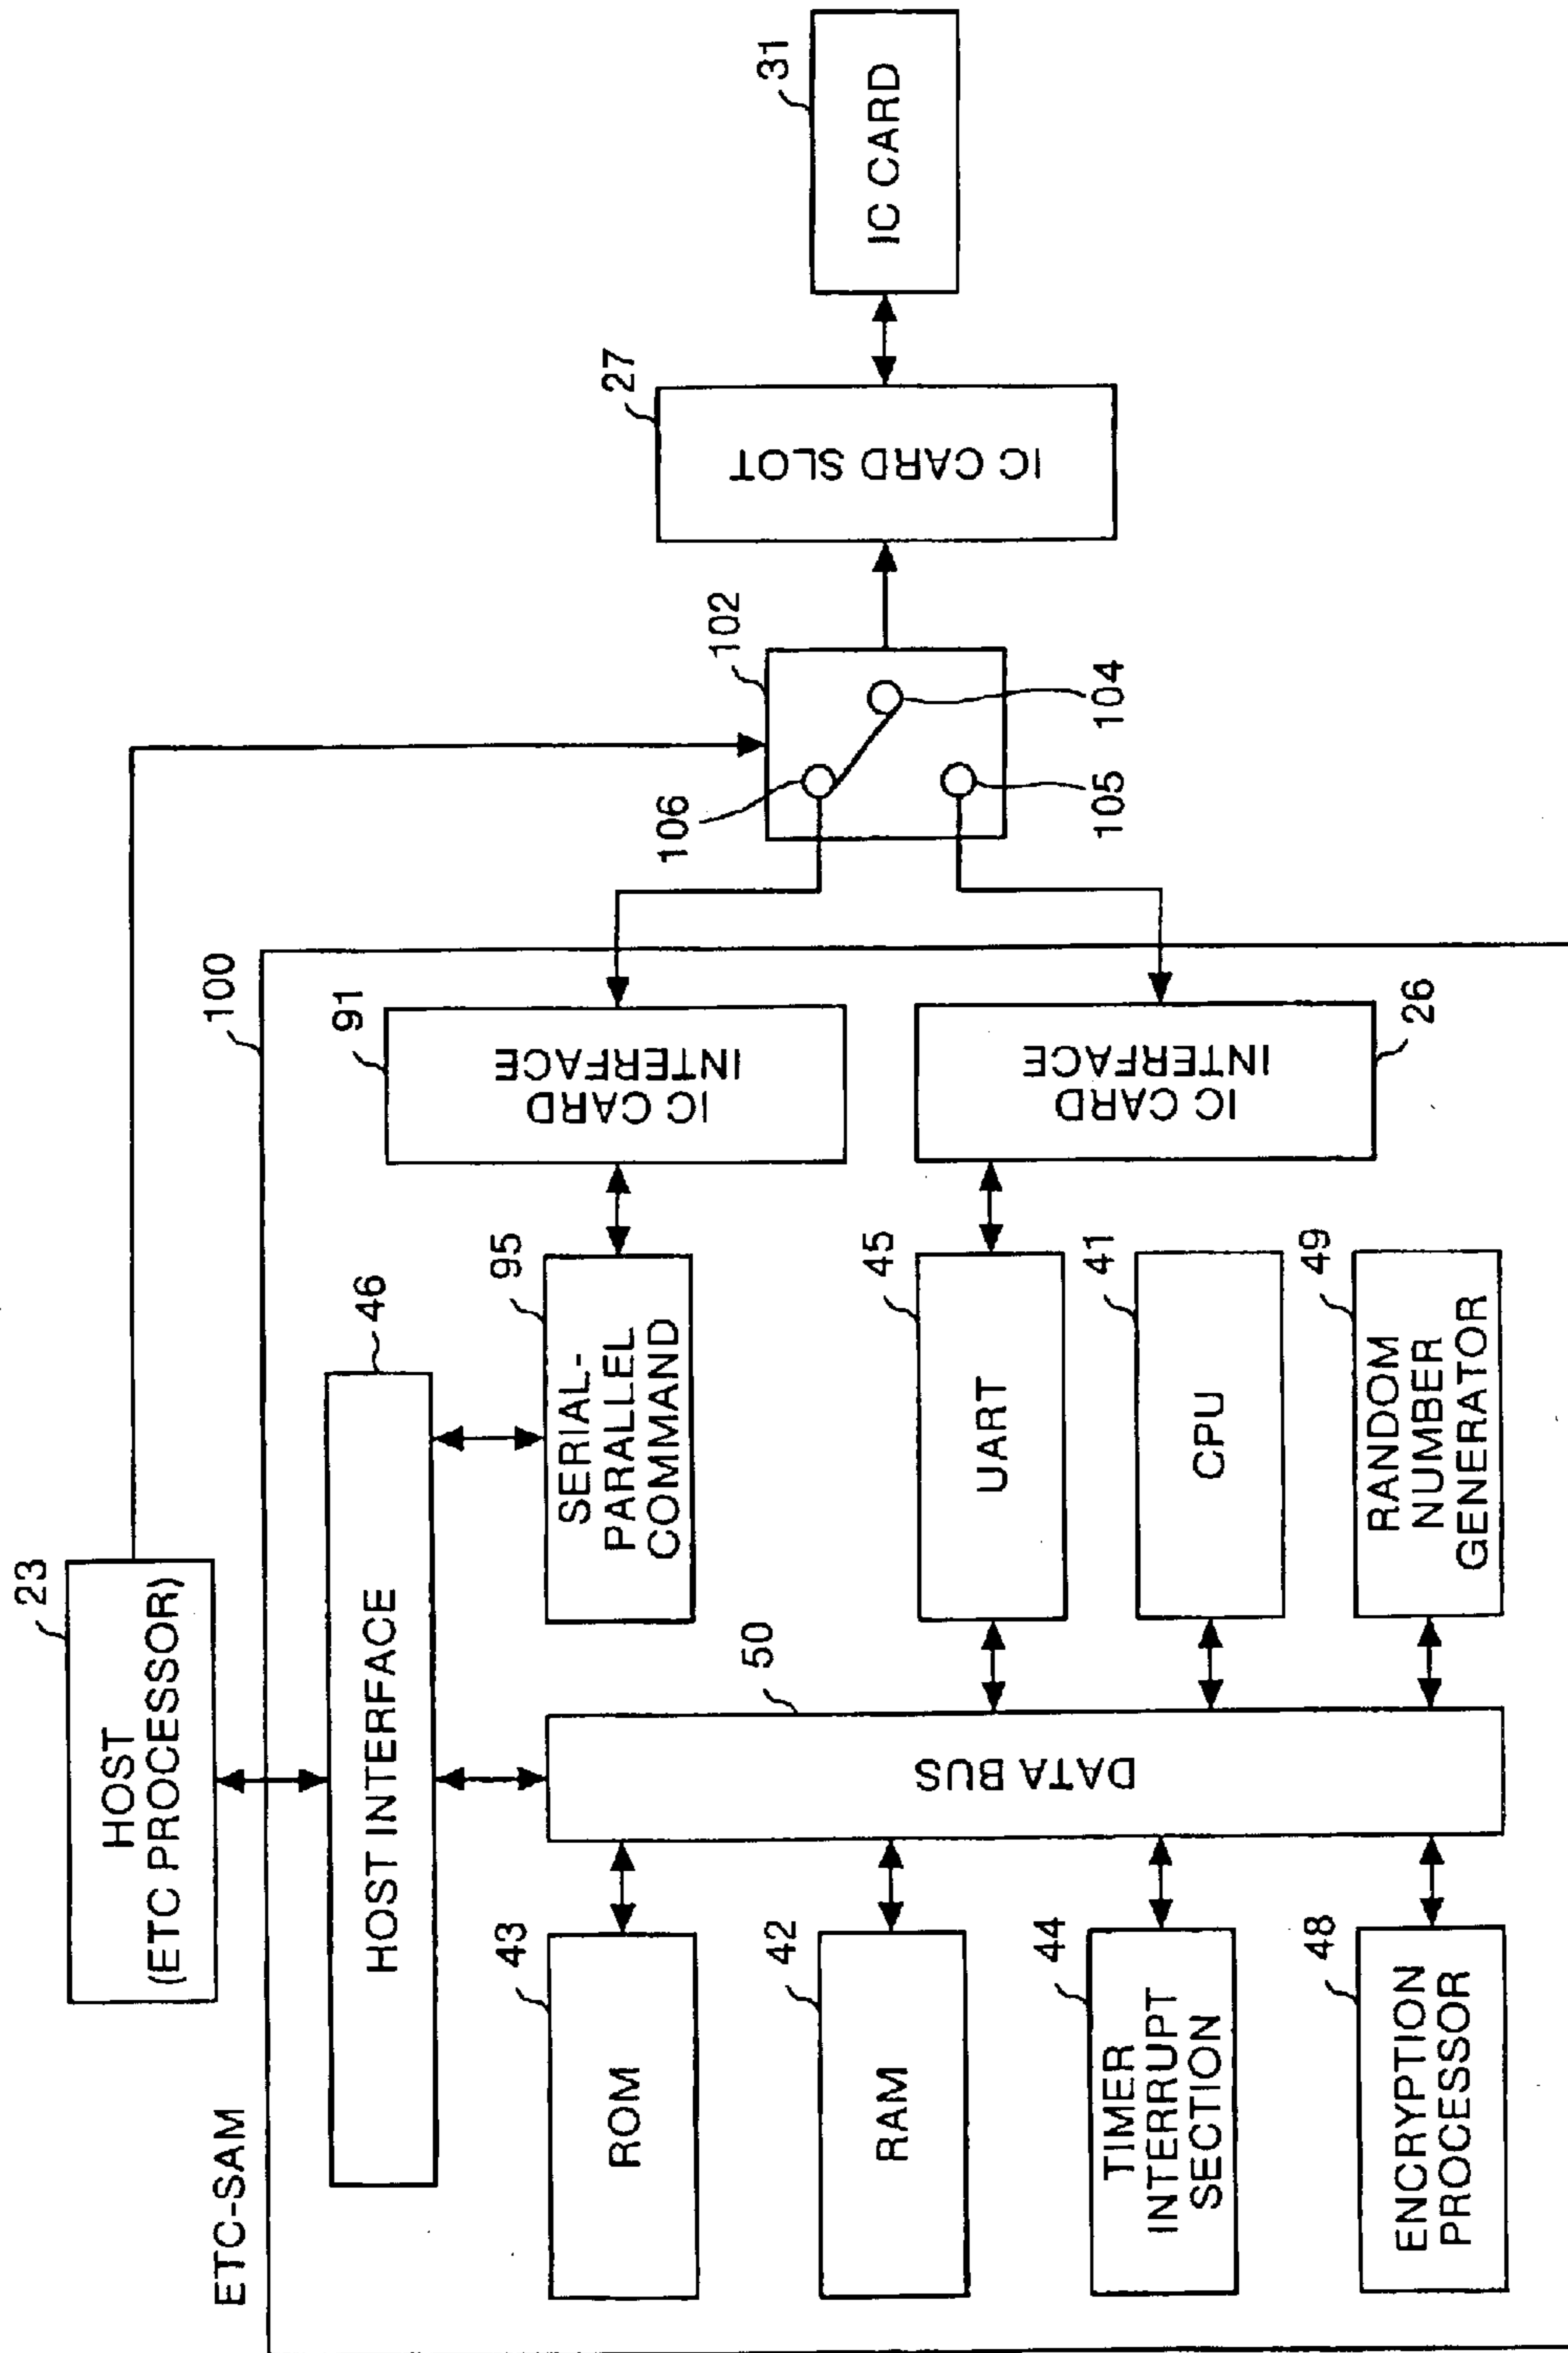 23
HOST
(ETC PROCESSOR)
ETC-SAM
100
46
HOST INTERFACE
43
ROM
42
RAM
44
TIMER
INTERRUPT
SECTION
48
ENCRYPTION
PROCESSOR
50
DATA BUS
95
SERIAL-
PARALLEL
COMMAND
45
UART
41
CPU
49
RANDOM
NUMBER
GENERATOR
91
IC CARD
INTERFACE
IC CARD
INTERFACE
26
102
106
104
105
27
IC CARD SLOT
31
IC CARD